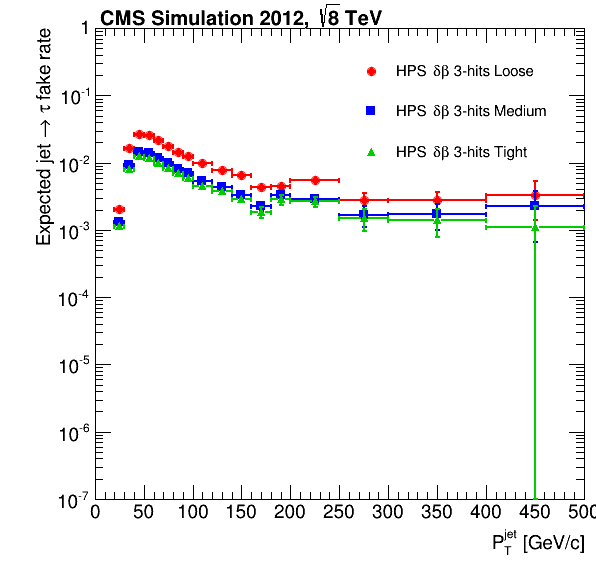 CMS Simulation 2012, √8 TeV
Expected jet → τ fake rate
1
10⁻¹
10⁻²
10⁻³
10⁻⁴
10⁻⁵
10⁻⁶
10⁻⁷
HPS δβ 3-hits Loose
HPS δβ 3-hits Medium
HPS δβ 3-hits Tight
0 50 100 150 200 250 300 350 400 450 500
P_T^jet [GeV/c]